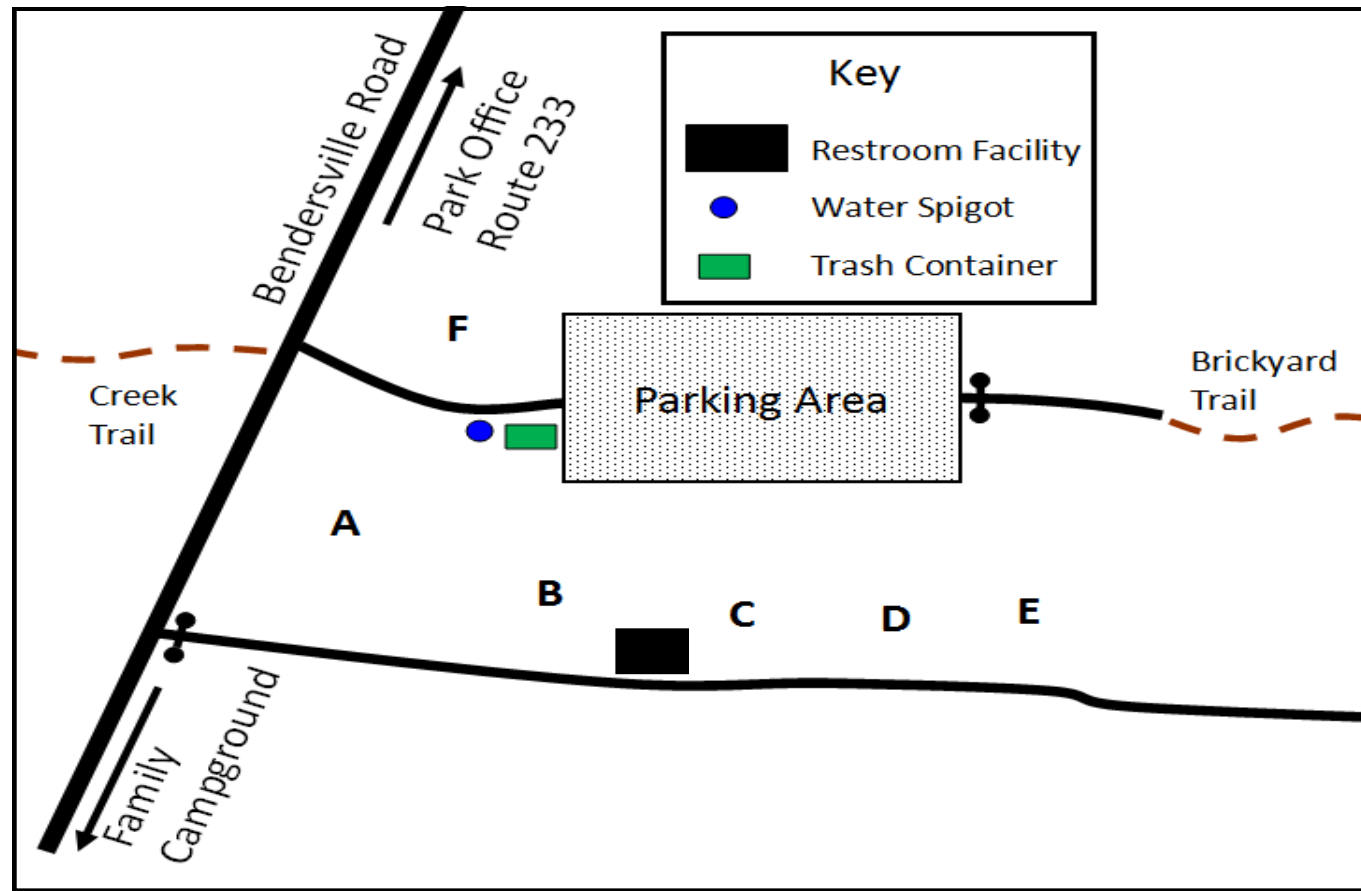 Bendersville Road
Park Office
Route 233
Key
Restroom Facility
Water Spigot
Trash Container
F
Parking Area
Creek
Trail
Brickyard
Trail
A
B
C
D
E
Family
Campground